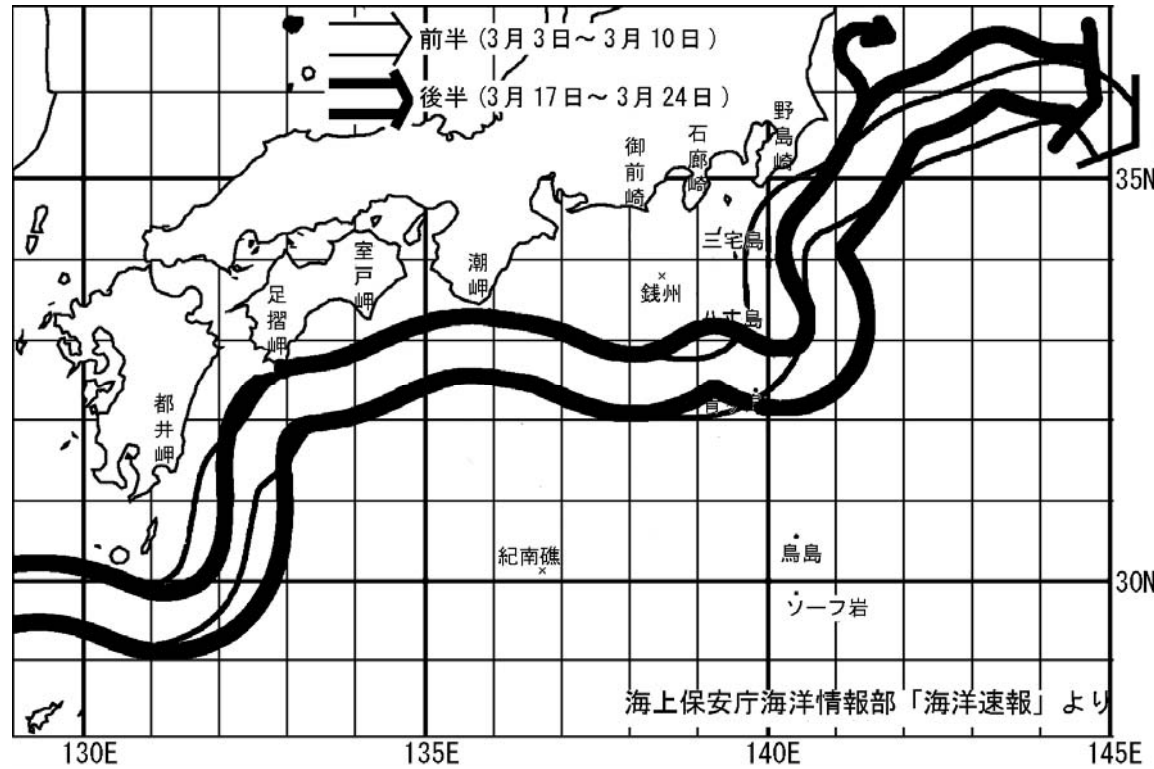 前半(3月3日～3月10日)
後半(3月17日～3月24日)
野島崎
石廊崎
御前崎
35N
三宅島
室戸岬
潮岬
銭州
足摺岬
八丈島
都井岬
紀南礁
鳥島
30N
ソーフ岩
海上保安庁海洋情報部「海洋速報」より
130E 135E 140E 145E